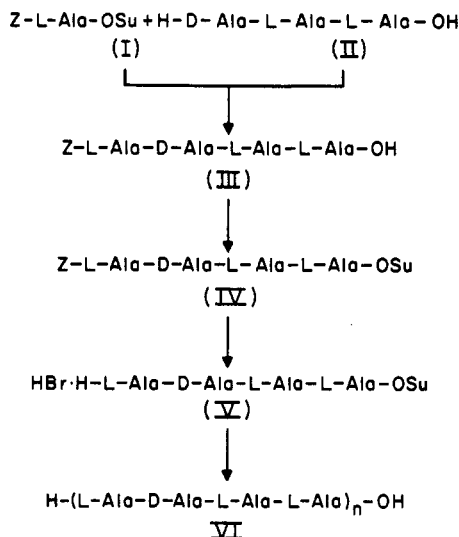 Z-L-Ala-OSu + H-D-Ala-L-Ala-L-Ala-OH
(I) (II)
Z-L-Ala-D-Ala-L-Ala-L-Ala-OH
(III)
Z-L-Ala-D-Ala-L-Ala-L-Ala-OSu
(IV)
HBr·H-L-Ala-D-Ala-L-Ala-L-Ala-OSu
(V)
H-(L-Ala-D-Ala-L-Ala-L-Ala)n-OH
VI